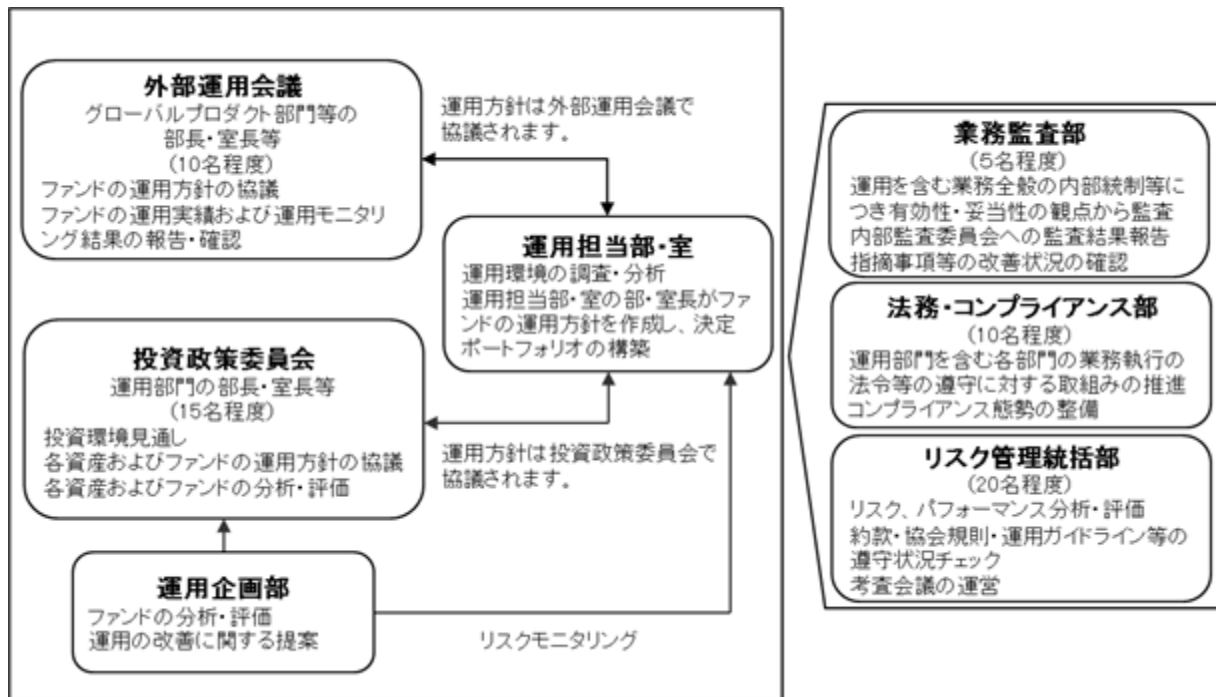 外部運用会議
グローバルプロダクト部門等の
部長・室長等
(10名程度)
ファンドの運用方針の協議
ファンドの運用実績および運用モニタリ
ング結果の報告・確認
運用方針は外部運用会議で
協議されます。
運用担当部・室
運用環境の調査・分析
運用担当部・室の部・室長がファ
ンドの運用方針を作成し、決定
ポートフォリオの構築
投資政策委員会
運用部門の部長・室長等
(15名程度)
投資環境見通し
各資産およびファンドの運用方針の協議
各資産およびファンドの分析・評価
運用方針は投資政策委員会で
協議されます。
運用企画部
ファンドの分析・評価
運用の改善に関する提案
リスクモニタリング
業務監査部
(5名程度)
運用を含む業務全般の内部統制等に
つき有効性・妥当性の観点から監査
内部監査委員会への監査結果報告
指摘事項等の改善状況の確認
法務・コンプライアンス部
(10名程度)
運用部門を含む各部門の業務執行の
法令等の遵守に対する取組みの推進
コンプライアンス態勢の整備
リスク管理統括部
(20名程度)
リスク、パフォーマンス分析・評価
約款・協会規則・運用ガイドライン等の
遵守状況チェック
考査会議の運営